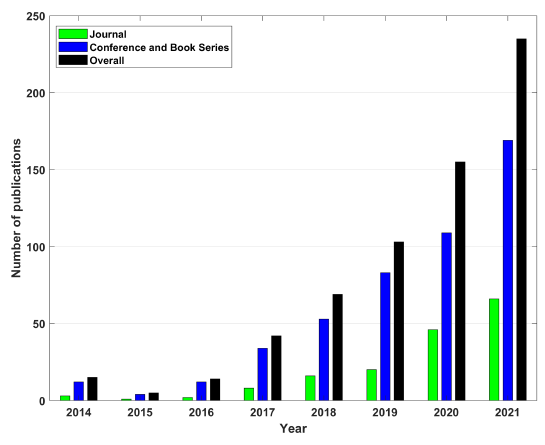 250
200
150
100
50
0
Number of publications
Journal
Conference and Book Series
Overall
2014 2015 2016 2017 2018 2019 2020 2021
Year